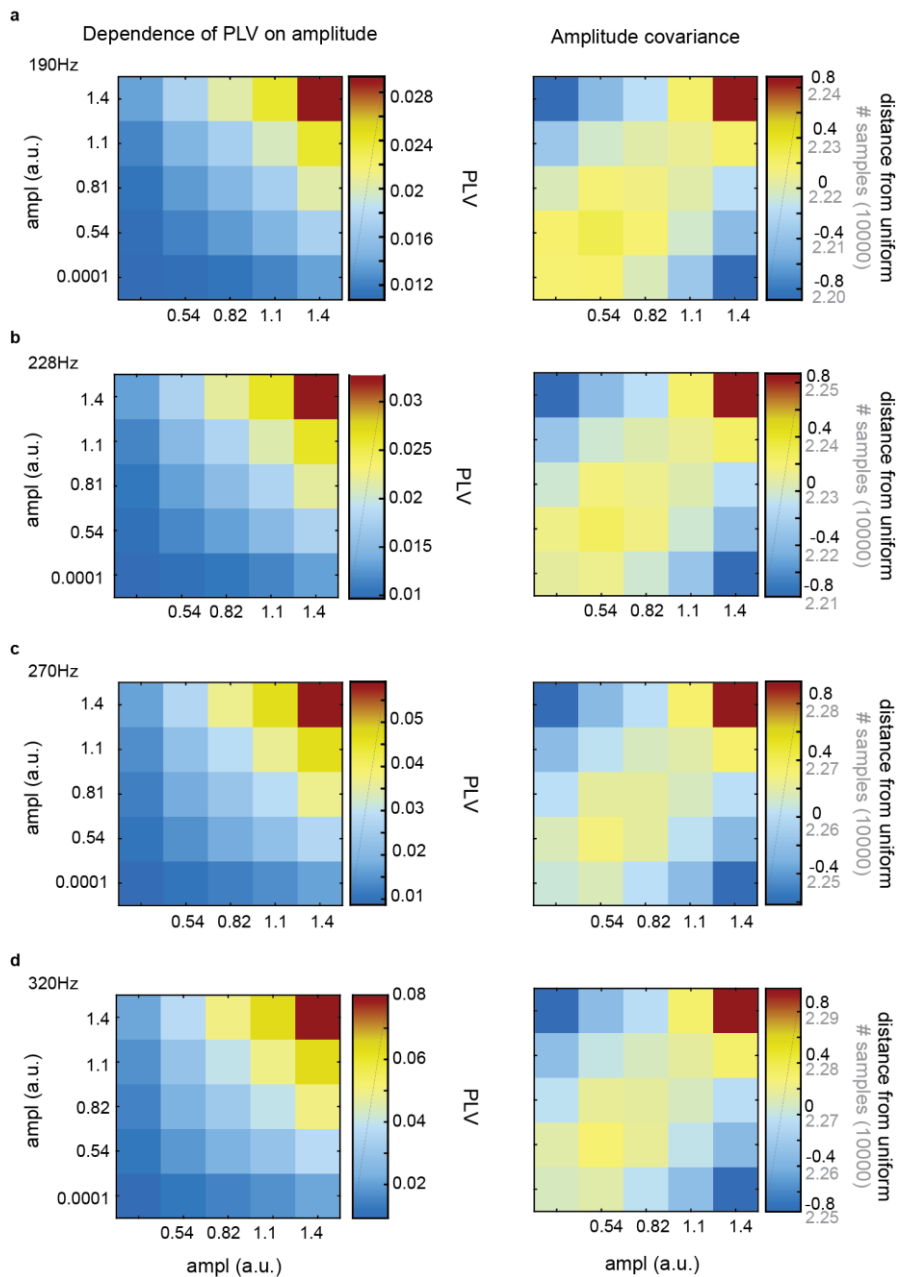 a
Dependence of PLV on amplitude
Amplitude covariance
190Hz
ampl (a.u.)
1.4
1.1
0.81
0.54
0.0001
0.54 0.82 1.1 1.4
0.028
0.024
0.02
0.016
0.012
PLV
0.54 0.82 1.1 1.4
0.8
2.24
0.4
2.23
0
2.22
-0.4
2.21
-0.8
2.20
distance from uniform
# samples (10000)
b
228Hz
ampl (a.u.)
1.4
1.1
0.81
0.54
0.0001
0.54 0.82 1.1 1.4
0.03
0.025
0.02
0.015
0.01
PLV
0.54 0.82 1.1 1.4
0.8
2.25
0.4
2.24
0
2.23
-0.4
2.22
-0.8
2.21
distance from uniform
# samples (10000)
c
270Hz
ampl (a.u.)
1.4
1.1
0.81
0.54
0.0001
0.54 0.82 1.1 1.4
0.05
0.04
0.03
0.02
0.01
PLV
0.54 0.82 1.1 1.4
0.8
2.28
0.4
2.27
0
2.26
-0.4
2.25
distance from uniform
# samples (10000)
d
320Hz
ampl (a.u.)
1.4
1.1
0.82
0.54
0.0001
0.54 0.82 1.1 1.4
ampl (a.u.)
0.08
0.06
0.04
0.02
PLV
0.54 0.82 1.1 1.4
ampl (a.u.)
0.8
2.29
0.4
2.28
0
2.27
-0.4
2.26
-0.8
2.25
distance from uniform
# samples (10000)